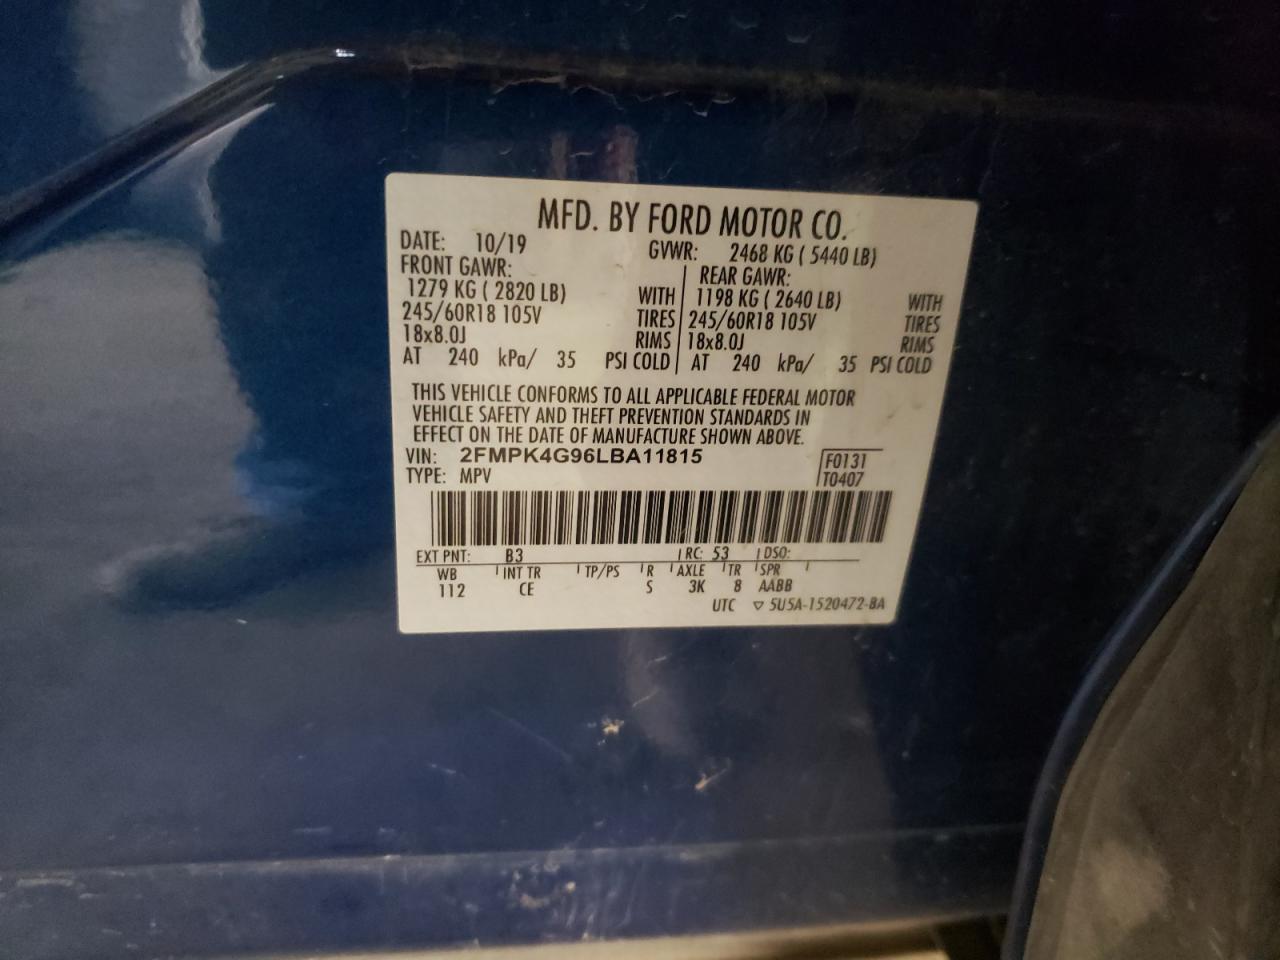 MFD. BY FORD MOTOR CO.
DATE: 10/19 GVWR: 2468 KG ( 5440 LB)
FRONT GAWR: REAR GAWR:
1279 KG ( 2820 LB) WITH 1198 KG ( 2640 LB) WITH
245/60R18 105V TIRES 245/60R18 105V TIRES
18x8.0J RIMS 18x8.0J RIMS
AT 240 kPa/ 35 PSI COLD AT 240 kPa/ 35 PSI COLD
THIS VEHICLE CONFORMS TO ALL APPLICABLE FEDERAL MOTOR
VEHICLE SAFETY AND THEFT PREVENTION STANDARDS IN
EFFECT ON THE DATE OF MANUFACTURE SHOWN ABOVE.
VIN: 2FMPK4G96LBA11815 F0131
TYPE: MPV T0407
EXT PNT: B3 RC: 53 DSO:
WB INT TR TP/PS R AXLE TR SPR
112 CE S 3K 8 AABB
UTC ▽ 5U5A-1520472-BA